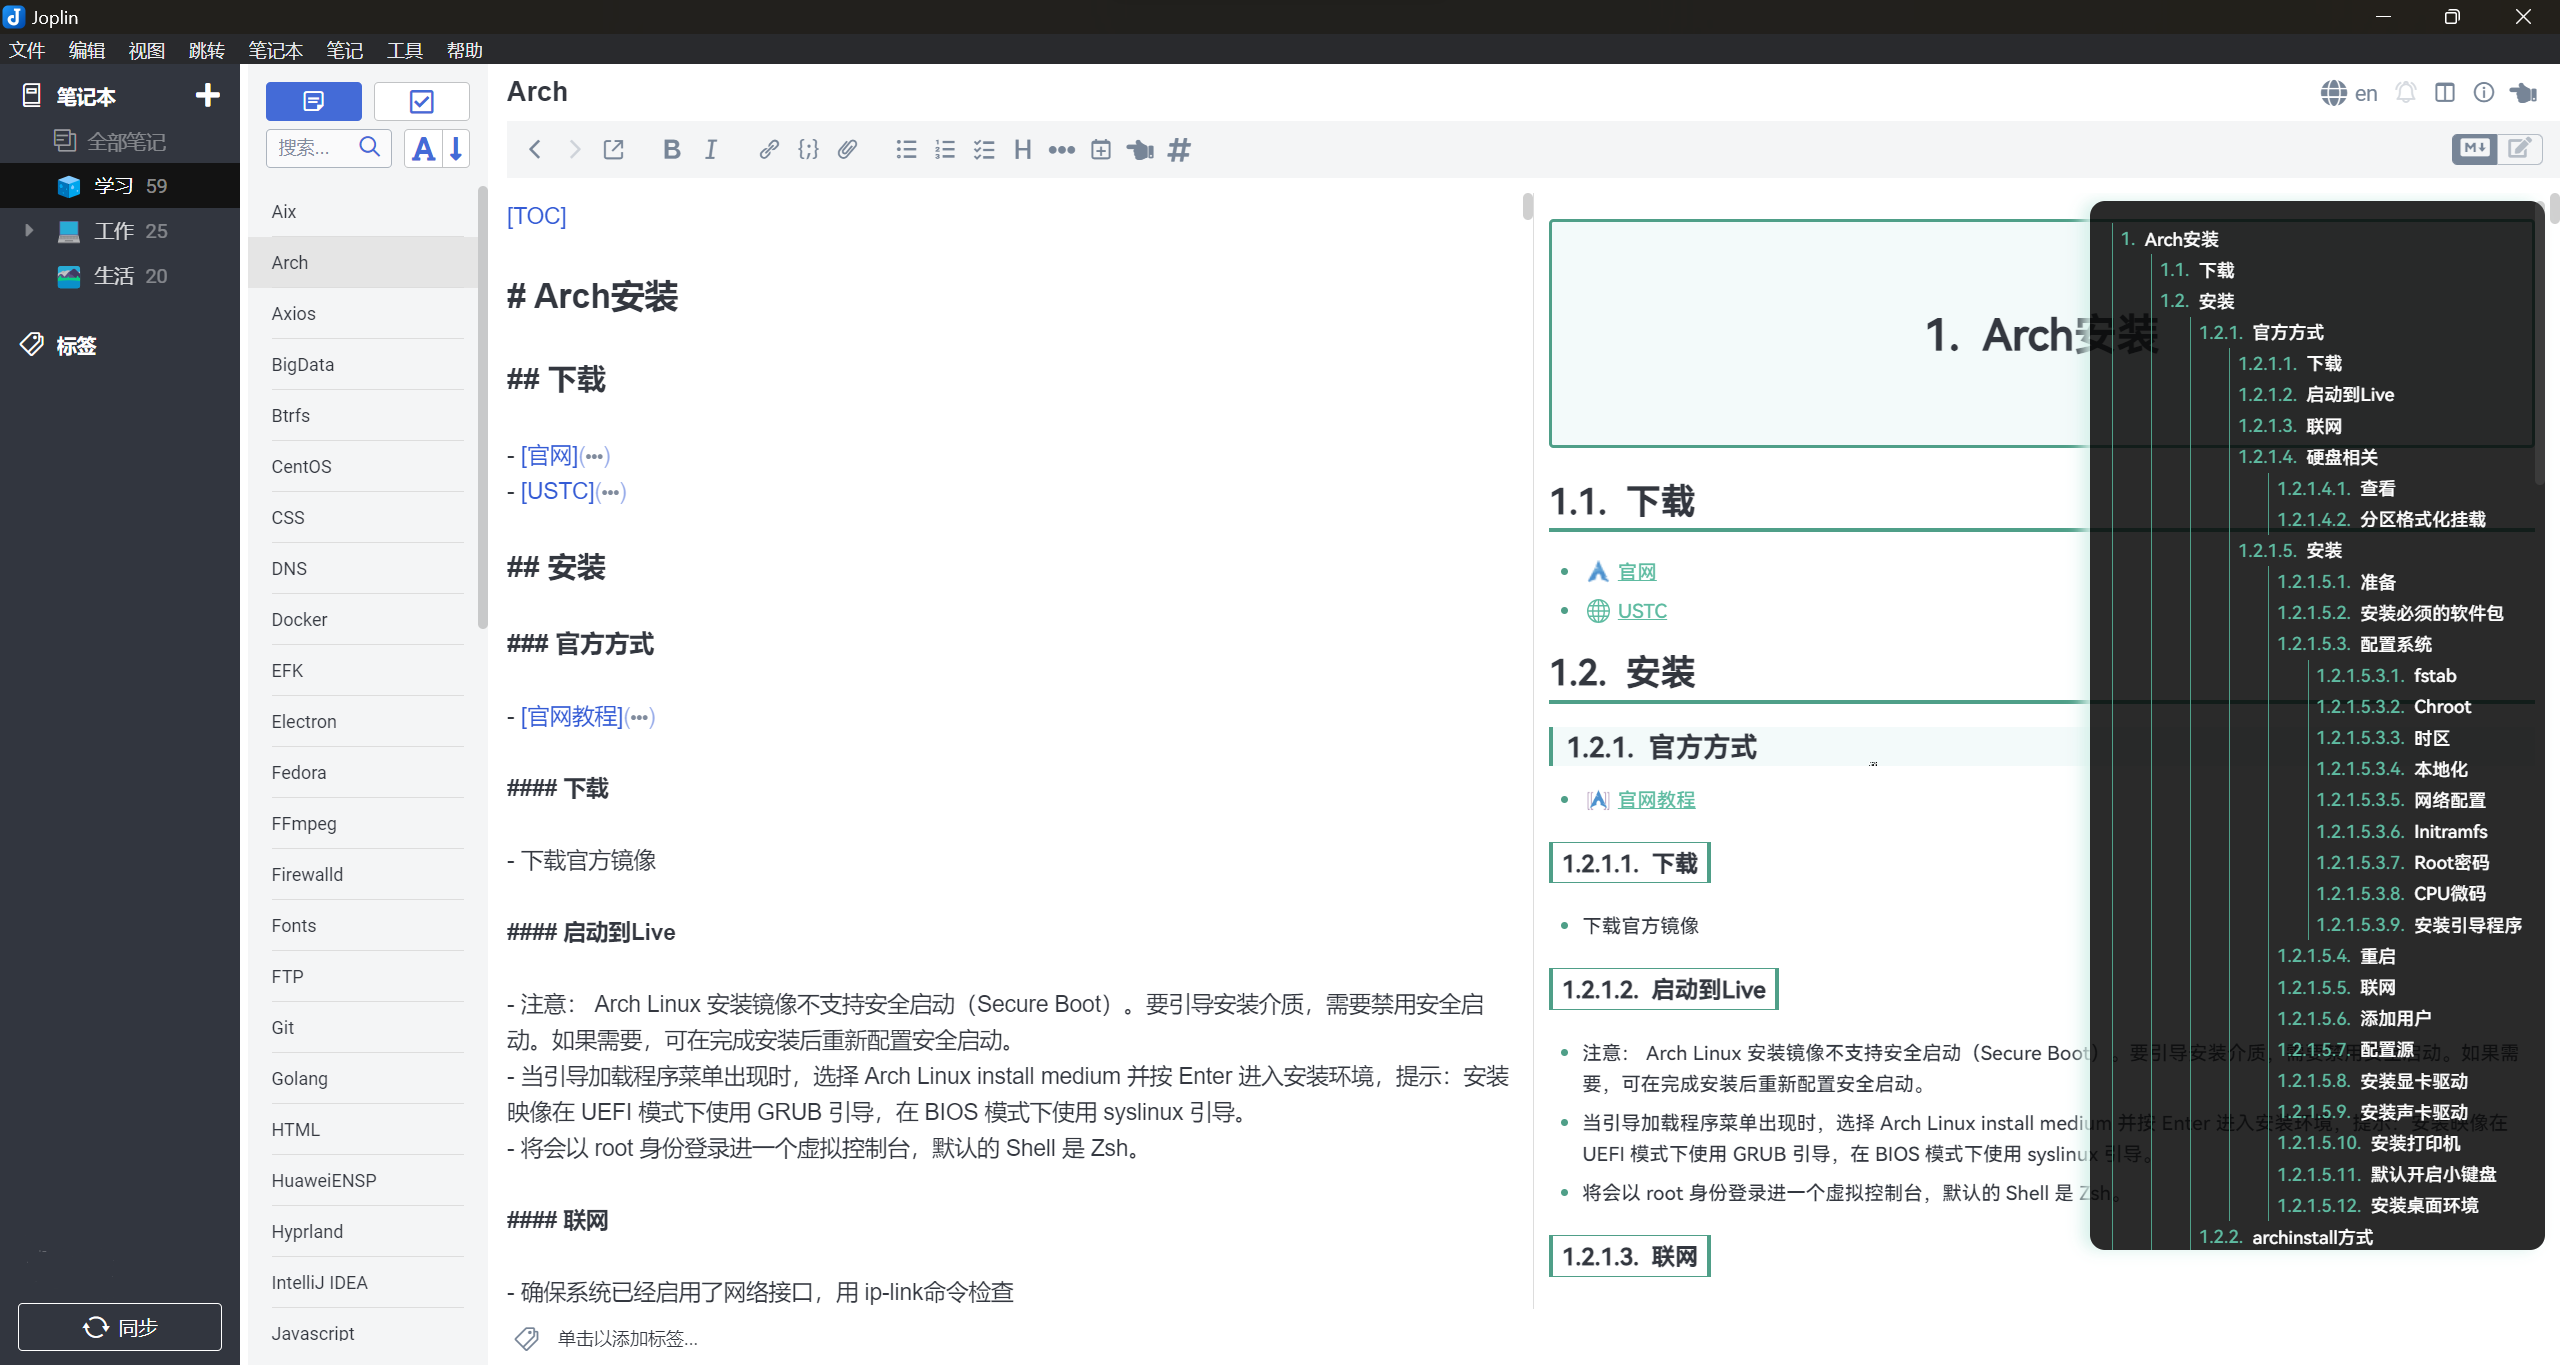 Joplin
文件 编辑 视图 跳转 笔记本 笔记 工具 帮助
笔记本
全部笔记
学习 59
工作 25
生活 20
标签
同步
搜索...
Aix
Arch
Axios
BigData
Btrfs
CentOS
CSS
DNS
Docker
EFK
Electron
Fedora
FFmpeg
Firewalld
Fonts
FTP
Git
Golang
HTML
HuaweiENSP
Hyprland
IntelliJ IDEA
Javascript
Arch
en
[TOC]
# Arch安装
## 下载
- [官网](•••)
- [USTC](•••)
## 安装
### 官方方式
- [官网教程](•••)
#### 下载
- 下载官方镜像
#### 启动到Live
- 注意： Arch Linux 安装镜像不支持安全启动（Secure Boot）。要引导安装介质，需要禁用安全启
动。如果需要，可在完成安装后重新配置安全启动。
- 当引导加载程序菜单出现时，选择 Arch Linux install medium 并按 Enter 进入安装环境，提示：安装
映像在 UEFI 模式下使用 GRUB 引导，在 BIOS 模式下使用 syslinux 引导。
- 将会以 root 身份登录进一个虚拟控制台，默认的 Shell 是 Zsh。
#### 联网
- 确保系统已经启用了网络接口，用 ip-link命令检查
单击以添加标签...
1. Arch安装
1.1. 下载
官网
USTC
1.2. 安装
1.2.1. 官方方式
官网教程
1.2.1.1. 下载
下载官方镜像
1.2.1.2. 启动到Live
注意： Arch Linux 安装镜像不支持安全启动（Secure Boot）。要引导安装介质，需要禁用安全启动。如果需
要，可在完成安装后重新配置安全启动。
当引导加载程序菜单出现时，选择 Arch Linux install medium 并按 Enter 进入安装环境，提示：安装映像在
UEFI 模式下使用 GRUB 引导，在 BIOS 模式下使用 syslinux 引导。
将会以 root 身份登录进一个虚拟控制台，默认的 Shell 是 Zsh。
1.2.1.3. 联网
1. Arch安装
1.1. 下载
1.2. 安装
1.2.1. 官方方式
1.2.1.1. 下载
1.2.1.2. 启动到Live
1.2.1.3. 联网
1.2.1.4. 硬盘相关
1.2.1.4.1. 查看
1.2.1.4.2. 分区格式化挂载
1.2.1.5. 安装
1.2.1.5.1. 准备
1.2.1.5.2. 安装必须的软件包
1.2.1.5.3. 配置系统
1.2.1.5.3.1. fstab
1.2.1.5.3.2. Chroot
1.2.1.5.3.3. 时区
1.2.1.5.3.4. 本地化
1.2.1.5.3.5. 网络配置
1.2.1.5.3.6. Initramfs
1.2.1.5.3.7. Root密码
1.2.1.5.3.8. CPU微码
1.2.1.5.3.9. 安装引导程序
1.2.1.5.4. 重启
1.2.1.5.5. 联网
1.2.1.5.6. 添加用户
1.2.1.5.7. 配置源
1.2.1.5.8. 安装显卡驱动
1.2.1.5.9. 安装声卡驱动
1.2.1.5.10. 安装打印机
1.2.1.5.11. 默认开启小键盘
1.2.1.5.12. 安装桌面环境
1.2.2. archinstall方式